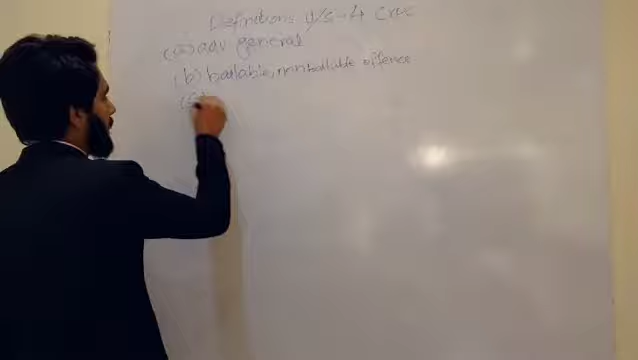 Definitions u/s-4 CrPC
(a) adv general
(b) bailable, nonbailable offence
(c)